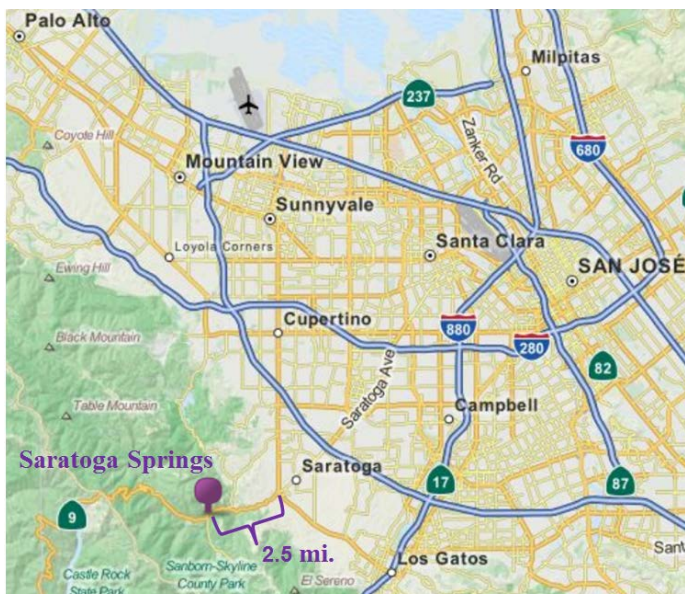 Palo Alto
Milpitas
237
Coyote Hill
Zanker Rd
680
Mountain View
Sunnyvale
Loyola Corners
Santa Clara
Ewing Hill
SAN JOSÉ
Cupertino
880
280
Black Mountain
82
Saratoga Ave
Table Mountain
Campbell
Saratoga Springs
Saratoga
17
87
9
2.5 mi.
Sanborn-Skyline
County Park
Los Gatos
Castle Rock
State Park
El Sereno